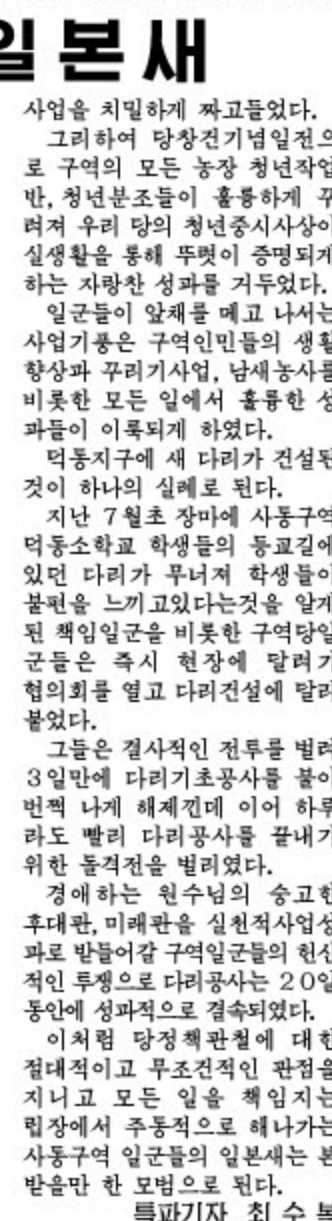 일본새
사업을 치밀하게 짜고들었다.
그리하여 당창건기념일전으
로 구역의 모든 농장 청년작업
반, 청년분조들이 훌륭하게 꾸
려져 우리 당의 청년중시사상이
실생활을 통해 뚜렷이 증명되게
하는 자랑찬 성과를 거두었다.
일군들이 앞채를 메고 나서는
사업기풍은 구역인민들의 생활
향상과 꾸리기사업, 남새농사를
비롯한 모든 일에서 훌륭한 성
과들이 이룩되게 하였다.
덕동지구에 새 다리가 건설된
것이 하나의 실례로 된다.
지난 7월초 장마에 사동구역
덕동소학교 학생들의 등교길에
있던 다리가 무너져 학생들이
불편을 느끼고있다는것을 알게
된 책임일군을 비롯한 구역당일
군들은 즉시 현장에 달려가
협의회를 열고 다리건설에 달라
붙었다.
그들은 결사적인 전투를 벌려
3일만에 다리기초공사를 불이
번쩍 나게 해제낀데 이어 하루
라도 빨리 다리공사를 끝내기
위한 돌격전을 벌리였다.
경애하는 원수님의 숭고한
후대관, 미래관을 실천적사업성
과로 받들어갈 구역일군들의 헌신
적인 투쟁으로 다리공사는 20일
동안에 성과적으로 결속되였다.
이처럼 당정책관철에 대한
절대적이고 무조건적인 관점을
지니고 모든 일을 책임지는
립장에서 주동적으로 해나가는
사동구역 일군들의 일본새는 본
받을만 한 모범으로 된다.
특파기자 최수복